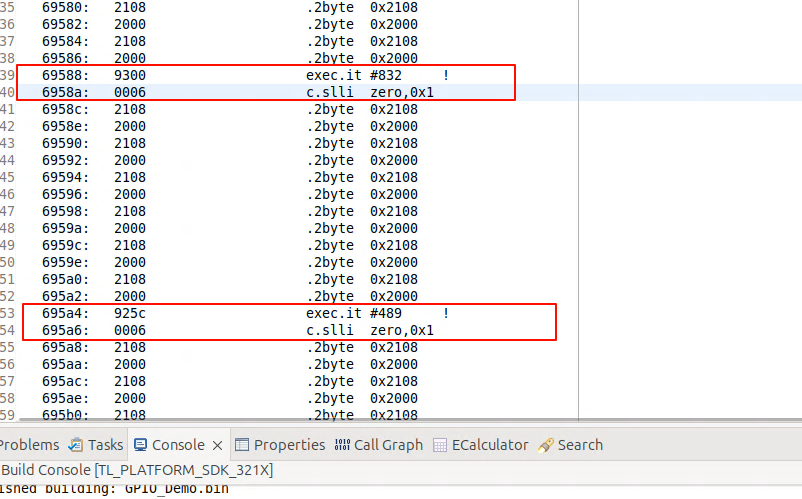 35 69580: 2108 .2byte 0x2108
36 69582: 2000 .2byte 0x2000
37 69584: 2108 .2byte 0x2108
38 69586: 2000 .2byte 0x2000
39 69588: 9300 exec.it #832 !
40 6958a: 0006 c.slli zero,0x1
41 6958c: 2108 .2byte 0x2108
42 6958e: 2000 .2byte 0x2000
43 69590: 2108 .2byte 0x2108
44 69592: 2000 .2byte 0x2000
45 69594: 2108 .2byte 0x2108
46 69596: 2000 .2byte 0x2000
47 69598: 2108 .2byte 0x2108
48 6959a: 2000 .2byte 0x2000
49 6959c: 2108 .2byte 0x2108
50 6959e: 2000 .2byte 0x2000
51 695a0: 2108 .2byte 0x2108
52 695a2: 2000 .2byte 0x2000
53 695a4: 925c exec.it #489 !
54 695a6: 0006 c.slli zero,0x1
55 695a8: 2108 .2byte 0x2108
56 695aa: 2000 .2byte 0x2000
57 695ac: 2108 .2byte 0x2108
58 695ae: 2000 .2byte 0x2000
59 695b0: 2108 .2byte 0x2108
Problems Tasks Console Properties Call Graph ECalculator Search
Build Console [TL_PLATFORM_SDK_321X]
ished building: GPIO_Demo.bin